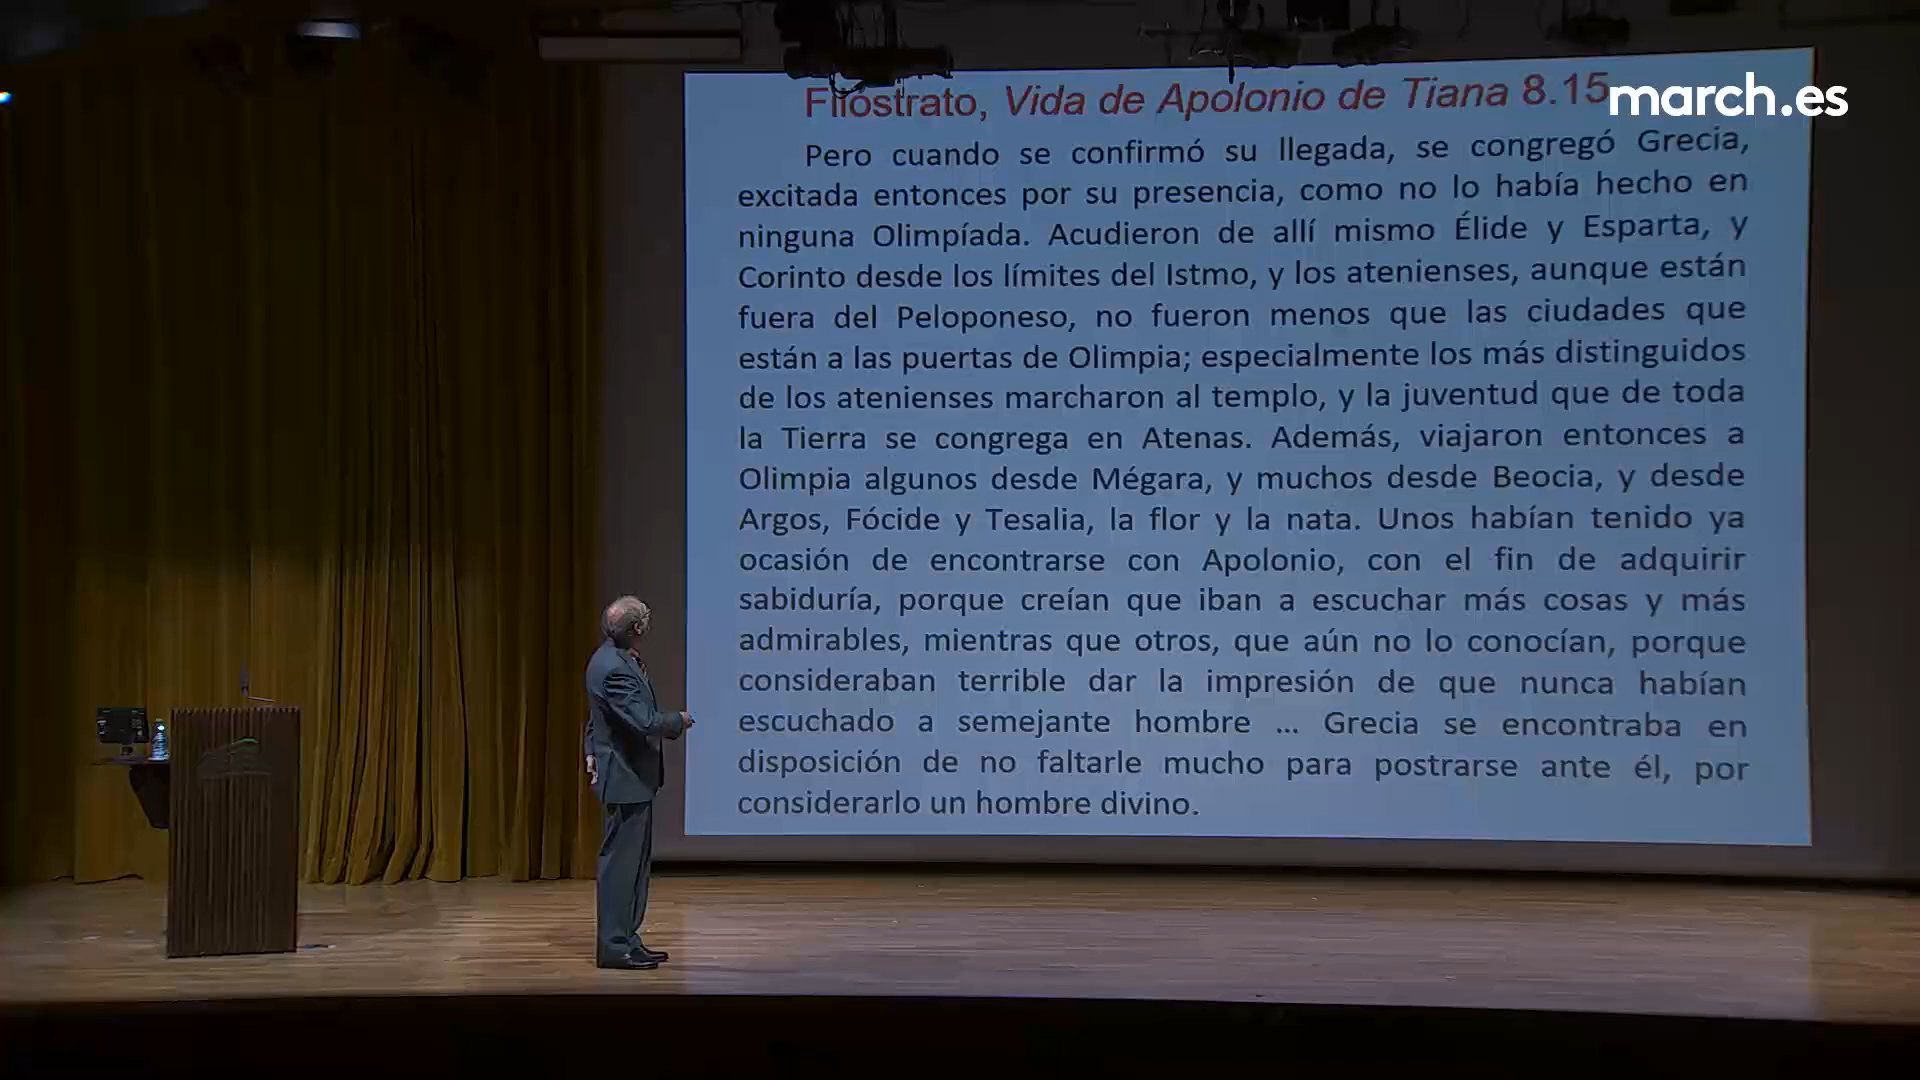 Filóstrato, Vida de Apolonio de Tiana 8.15
march.es
Pero cuando se confirmó su llegada, se congregó Grecia,
excitada entonces por su presencia, como no lo había hecho en
ninguna Olimpíada. Acudieron de allí mismo Élide y Esparta, y
Corinto desde los límites del Istmo, y los atenienses, aunque están
fuera del Peloponeso, no fueron menos que las ciudades que
están a las puertas de Olimpia; especialmente los más distinguidos
de los atenienses marcharon al templo, y la juventud que de toda
la Tierra se congrega en Atenas. Además, viajaron entonces a
Olimpia algunos desde Mégara, y muchos desde Beocia, y desde
Argos, Fócide y Tesalia, la flor y la nata. Unos habían tenido ya
ocasión de encontrarse con Apolonio, con el fin de adquirir
sabiduría, porque creían que iban a escuchar más cosas y más
admirables, mientras que otros, que aún no lo conocían, porque
consideraban terrible dar la impresión de que nunca habían
escuchado a semejante hombre ... Grecia se encontraba en
disposición de no faltarle mucho para postrarse ante él, por
considerarlo un hombre divino.